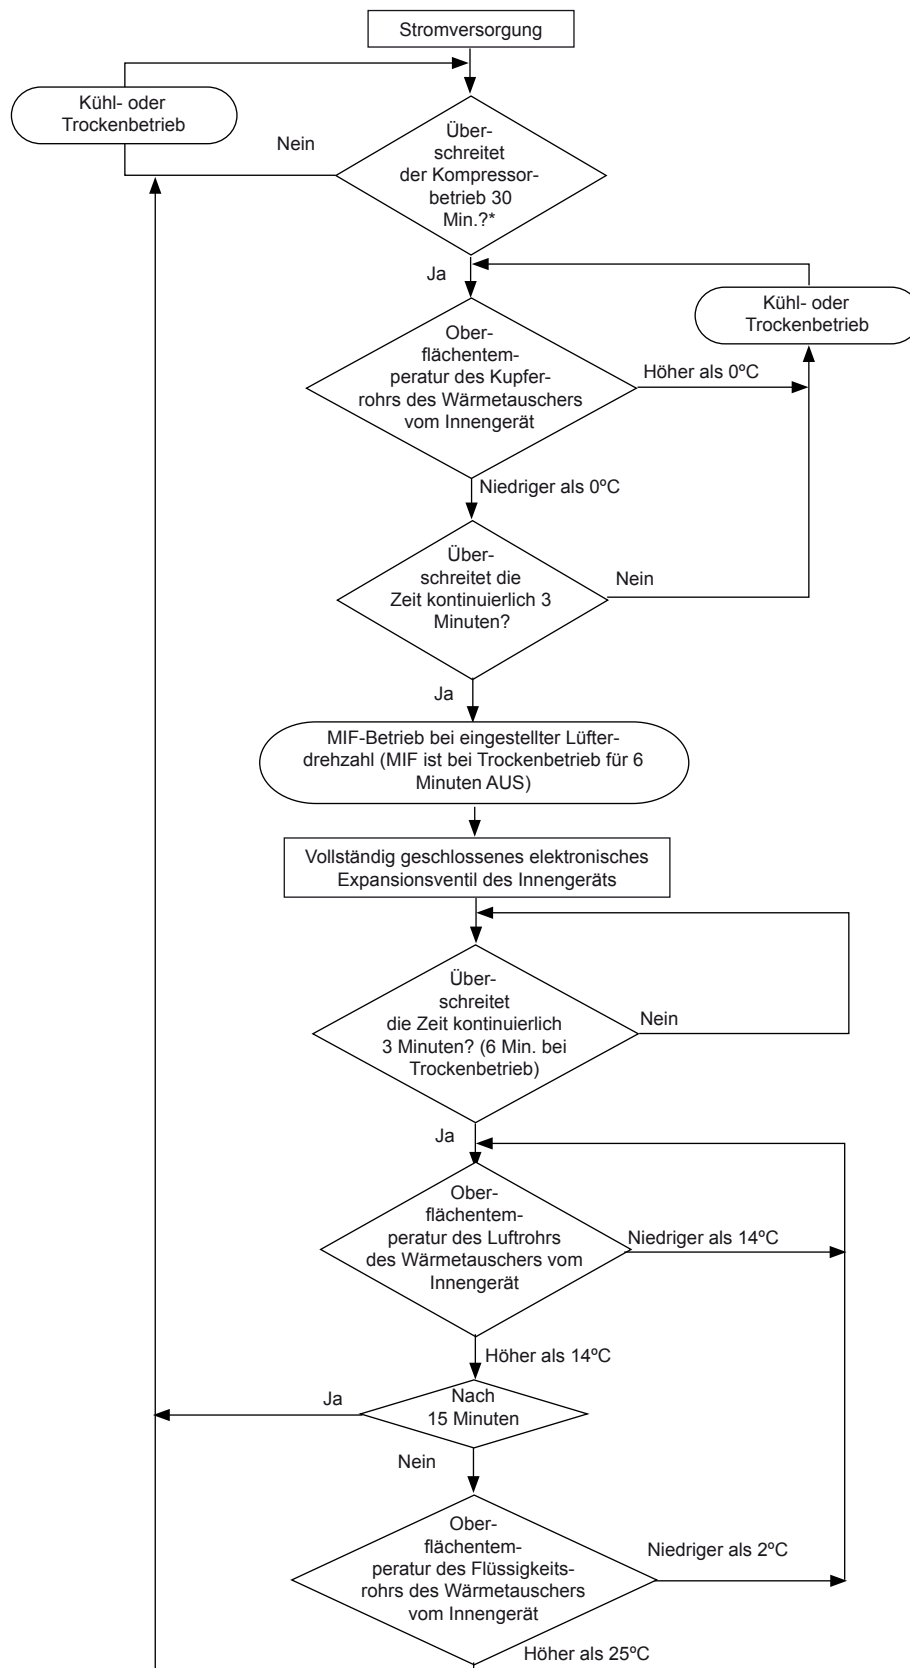 Stromversorgung
Kühl- oder
Trockenbetrieb
Nein
Über-
schreitet
der Kompressor-
betrieb 30
Min.?*
Ja
Kühl- oder
Trockenbetrieb
Ober-
flächentem-
peratur des Kupfer-
rohrs des Wärmetauschers
vom Innengerät
Höher als 0ºC
Niedriger als 0ºC
Über-
schreitet die
Zeit kontinuierlich 3
Minuten?
Nein
Ja
MIF-Betrieb bei eingestellter Lüfter-
drehzahl (MIF ist bei Trockenbetrieb für 6
Minuten AUS)
Vollständig geschlossenes elektronisches
Expansionsventil des Innengeräts
Über-
schreitet
die Zeit kontinuierlich
3 Minuten? (6 Min. bei
Trockenbetrieb)
Nein
Ja
Ober-
flächentem-
peratur des Luftrohrs
des Wärmetauschers vom
Innengerät
Niedriger als 14ºC
Höher als 14ºC
Ja
Nach
15 Minuten
Nein
Ober-
flächentem-
peratur des Flüssigkeits-
rohrs des Wärmetauschers
vom Innengerät
Niedriger als 2ºC
Höher als 25ºC